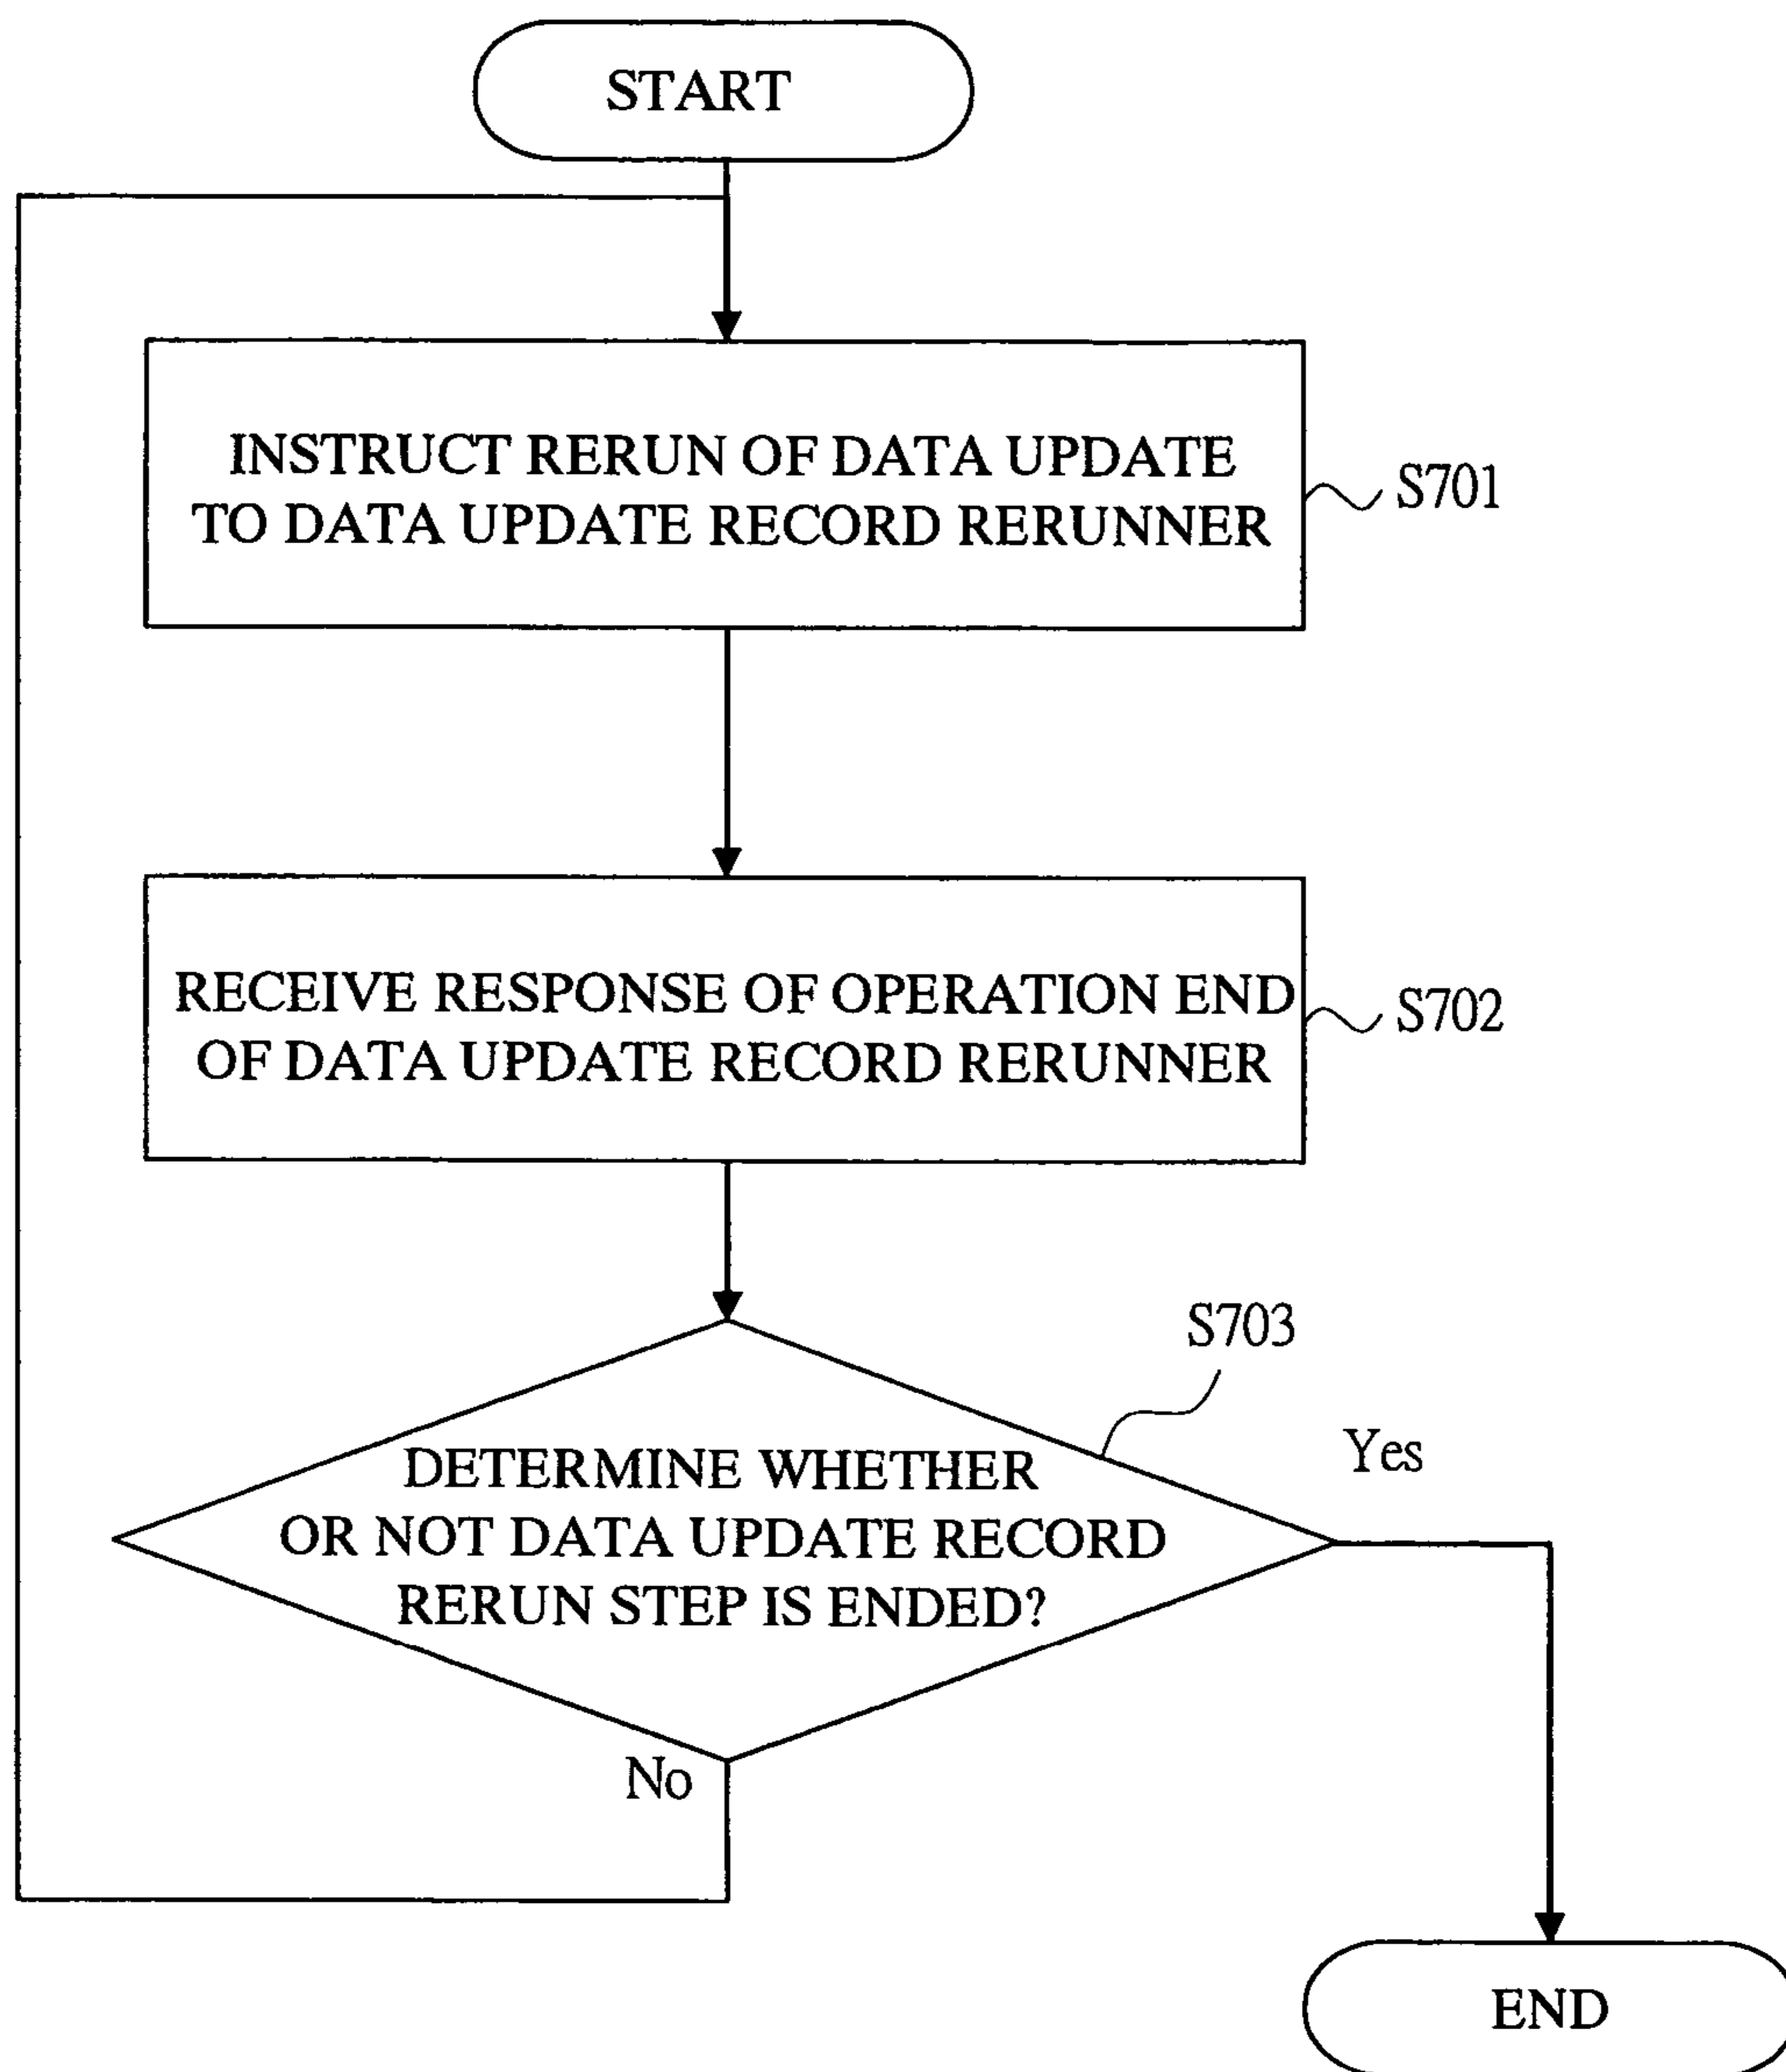 START
INSTRUCT RERUN OF DATA UPDATE
TO DATA UPDATE RECORD RERUNNER
S701
RECEIVE RESPONSE OF OPERATION END
OF DATA UPDATE RECORD RERUNNER
S702
S703
DETERMINE WHETHER
OR NOT DATA UPDATE RECORD
RERUN STEP IS ENDED?
Yes
No
END